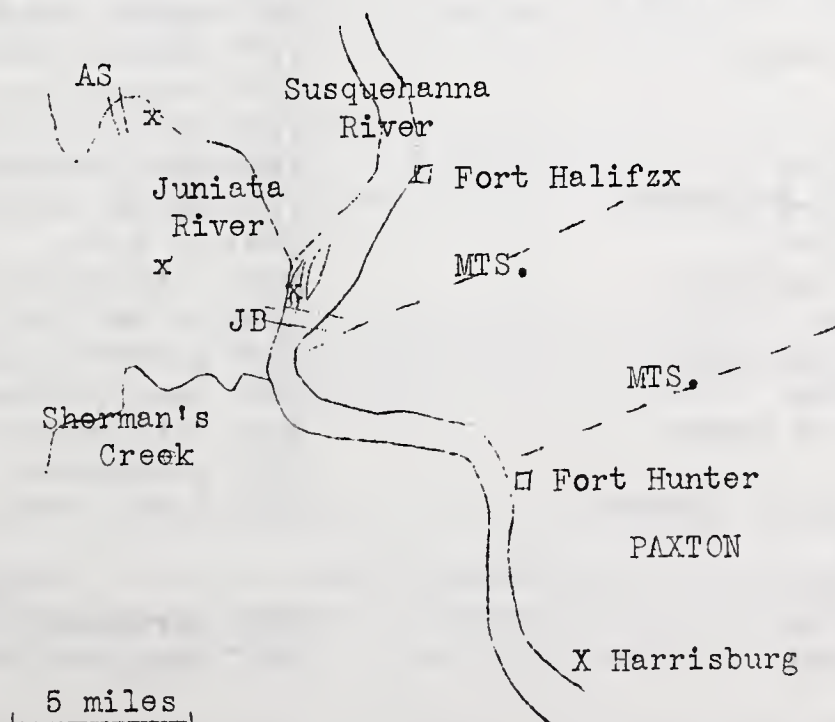 AS
x
Susquehanna
River
Fort Halifzx
Juniata
River
x
MTS.
x
JB
MTS.
Sherman's
Creek
Fort Hunter
PAXTON
X Harrisburg
5 miles